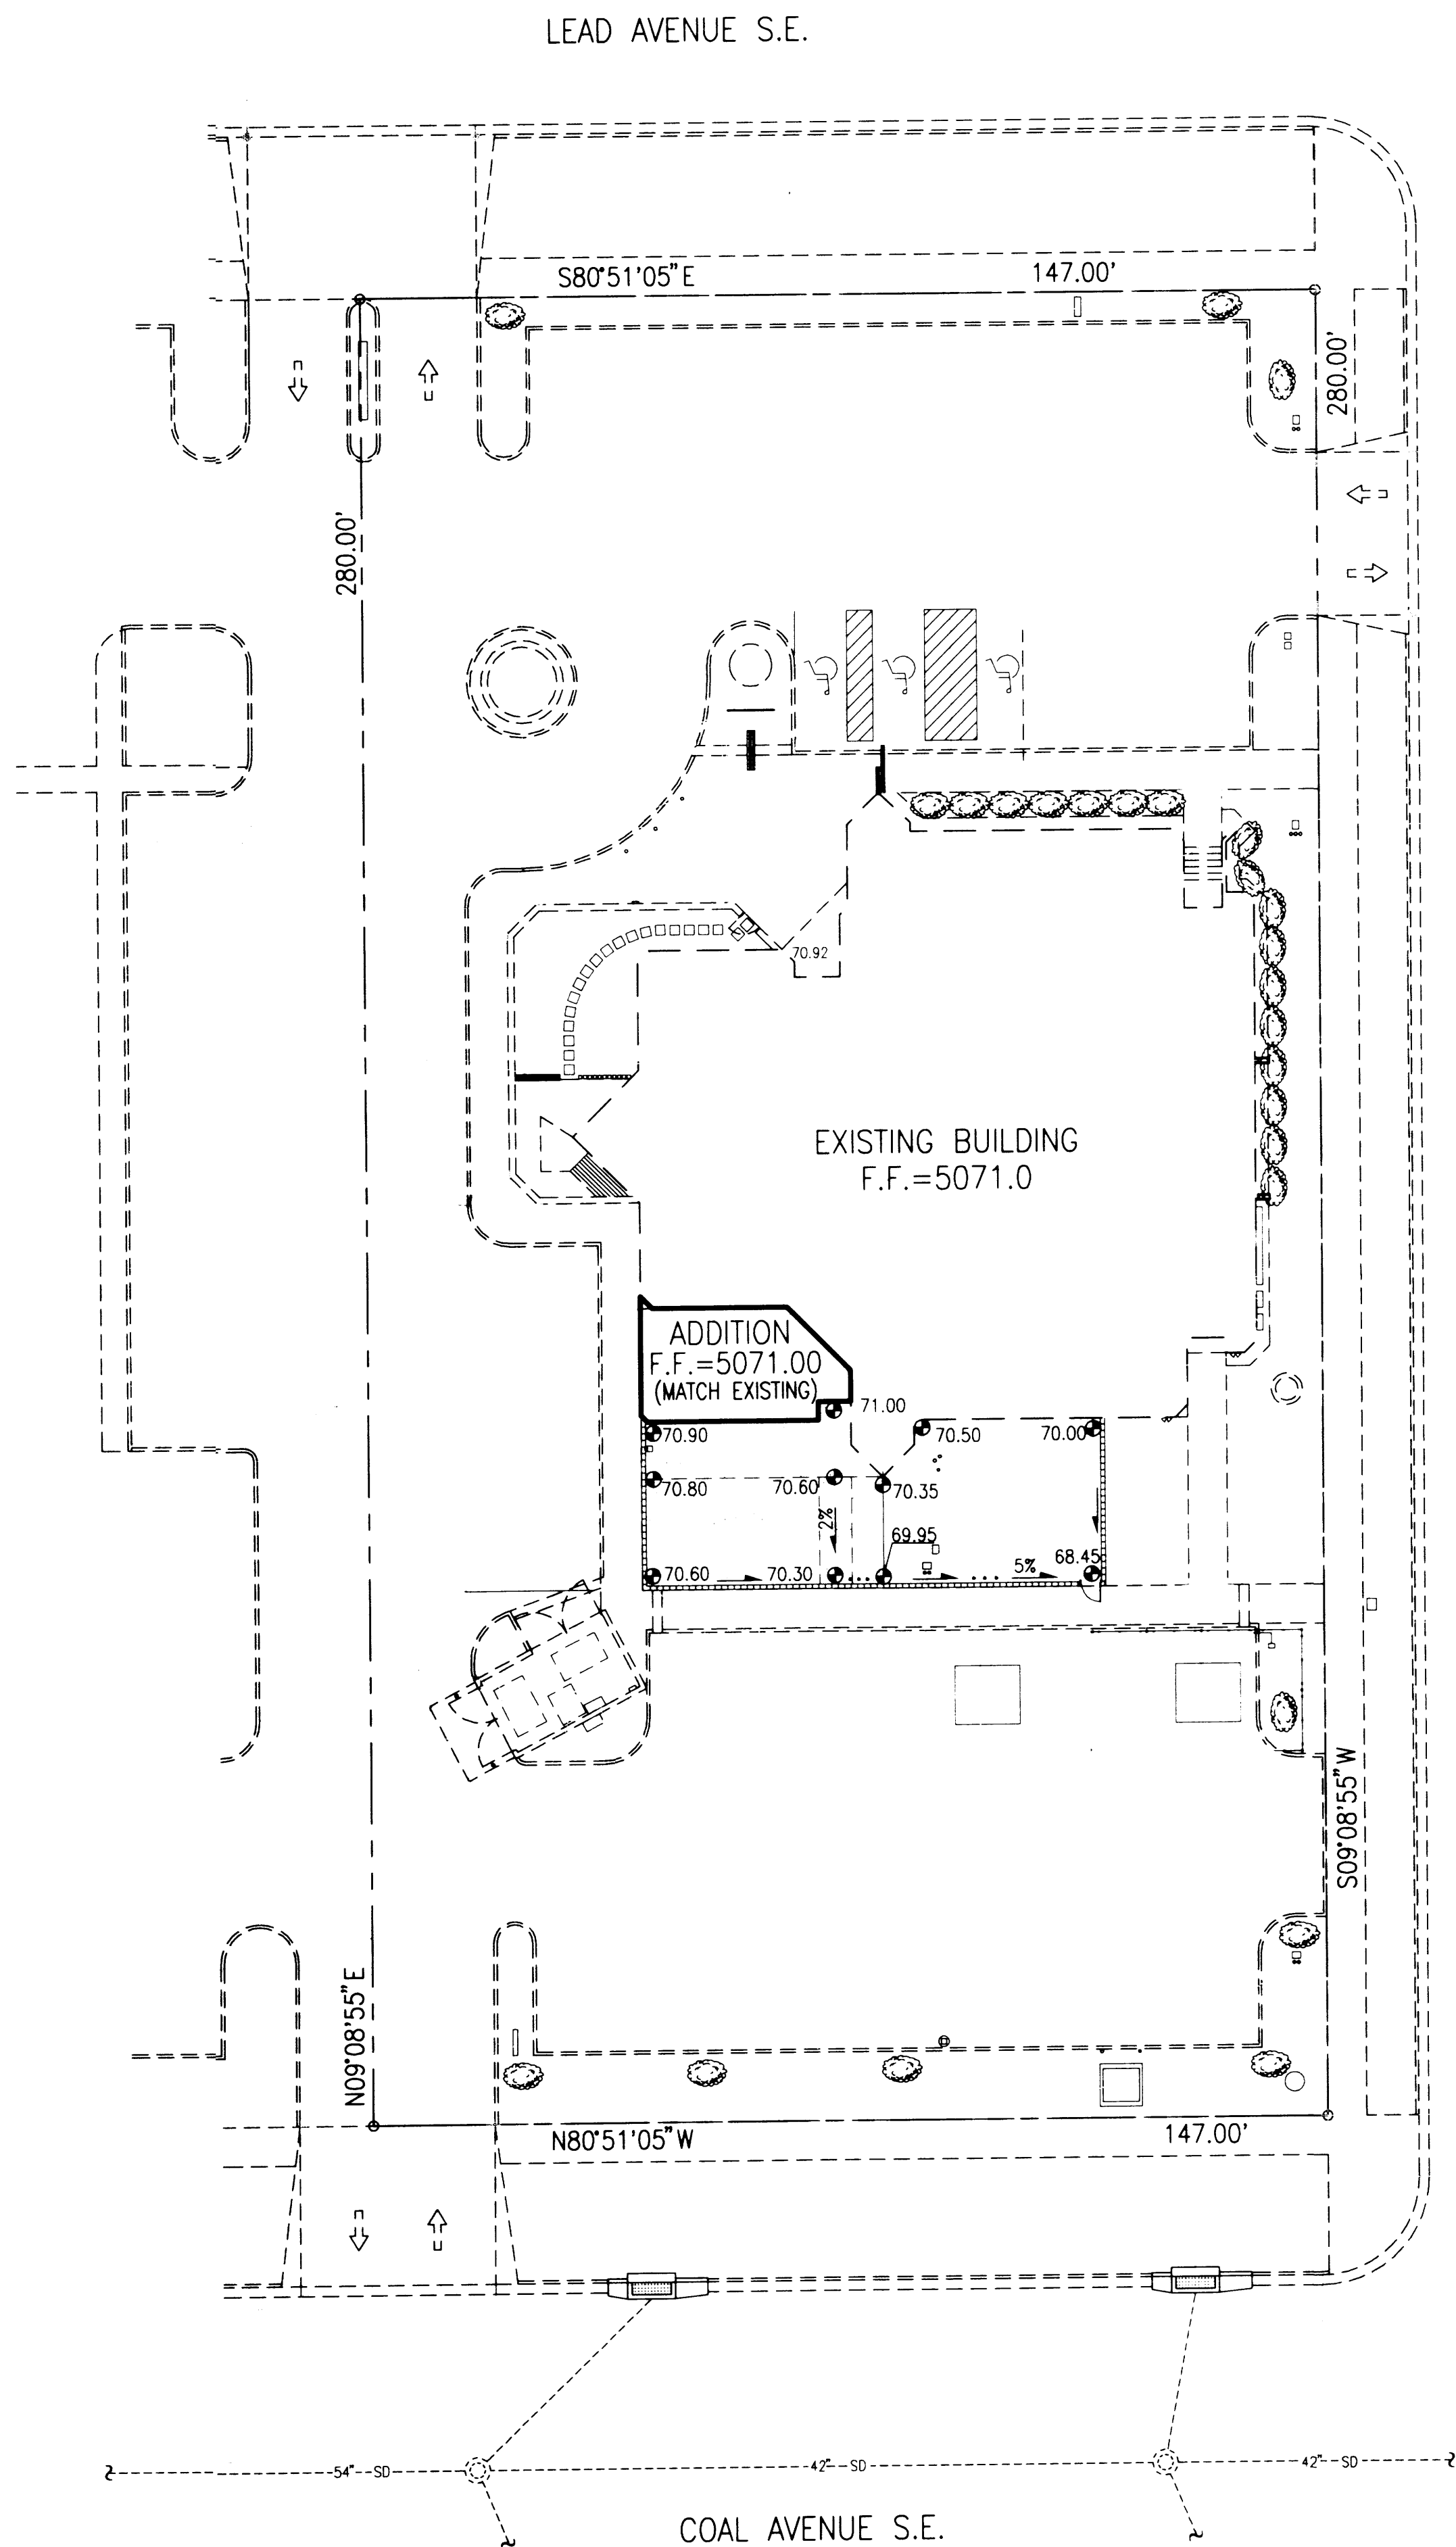 LEAD AVENUE S.E.
S80°51'05"E
147.00'
280.00'
280.00'
70.92
EXISTING BUILDING
F.F.=5071.0
ADDITION
F.F.=5071.00
(MATCH EXISTING)
71.00
70.90
70.50
70.00
70.80
70.60
70.35
2%
69.95
70.60
70.30
5%
68.45
S09°08'55"W
N09°08'55"E
N80°51'05"W
147.00'
54"--SD
42"--SD
42"--SD
COAL AVENUE S.E.